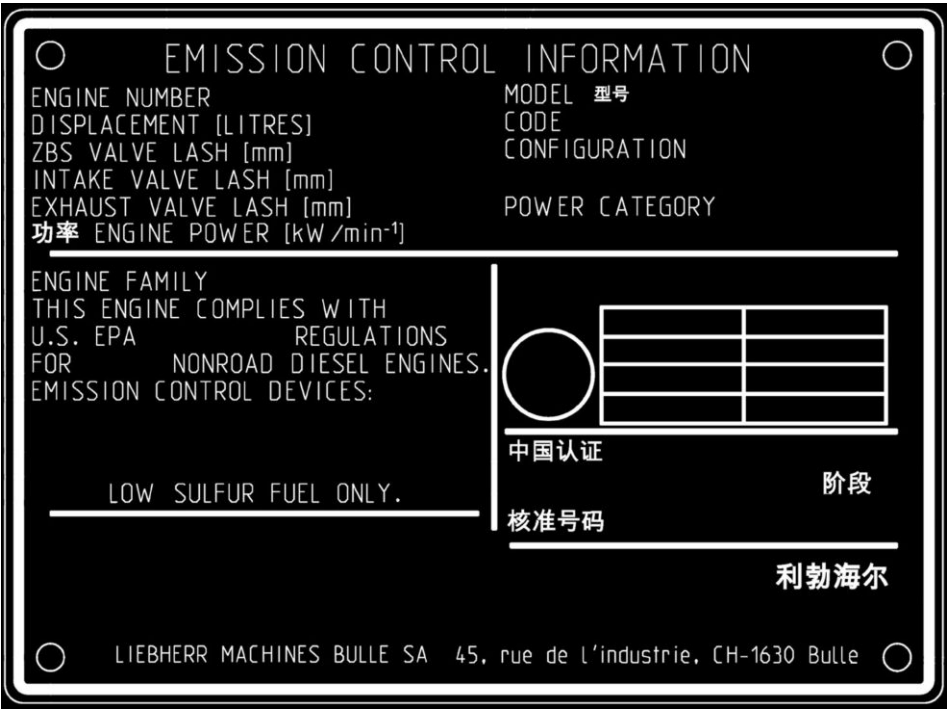 EMISSION CONTROL INFORMATION
ENGINE NUMBER
DISPLACEMENT [LITRES]
ZBS VALVE LASH [mm]
INTAKE VALVE LASH [mm]
EXHAUST VALVE LASH [mm]
功率 ENGINE POWER [kW/min-¹]
MODEL 型号
CODE
CONFIGURATION
POWER CATEGORY
ENGINE FAMILY
THIS ENGINE COMPLIES WITH
U.S. EPA REGULATIONS
FOR NONROAD DIESEL ENGINES.
EMISSION CONTROL DEVICES:
LOW SULFUR FUEL ONLY.
中国认证
阶段
核准号码
利勃海尔
LIEBHERR MACHINES BULLE SA 45, rue de l'industrie, CH-1630 Bulle